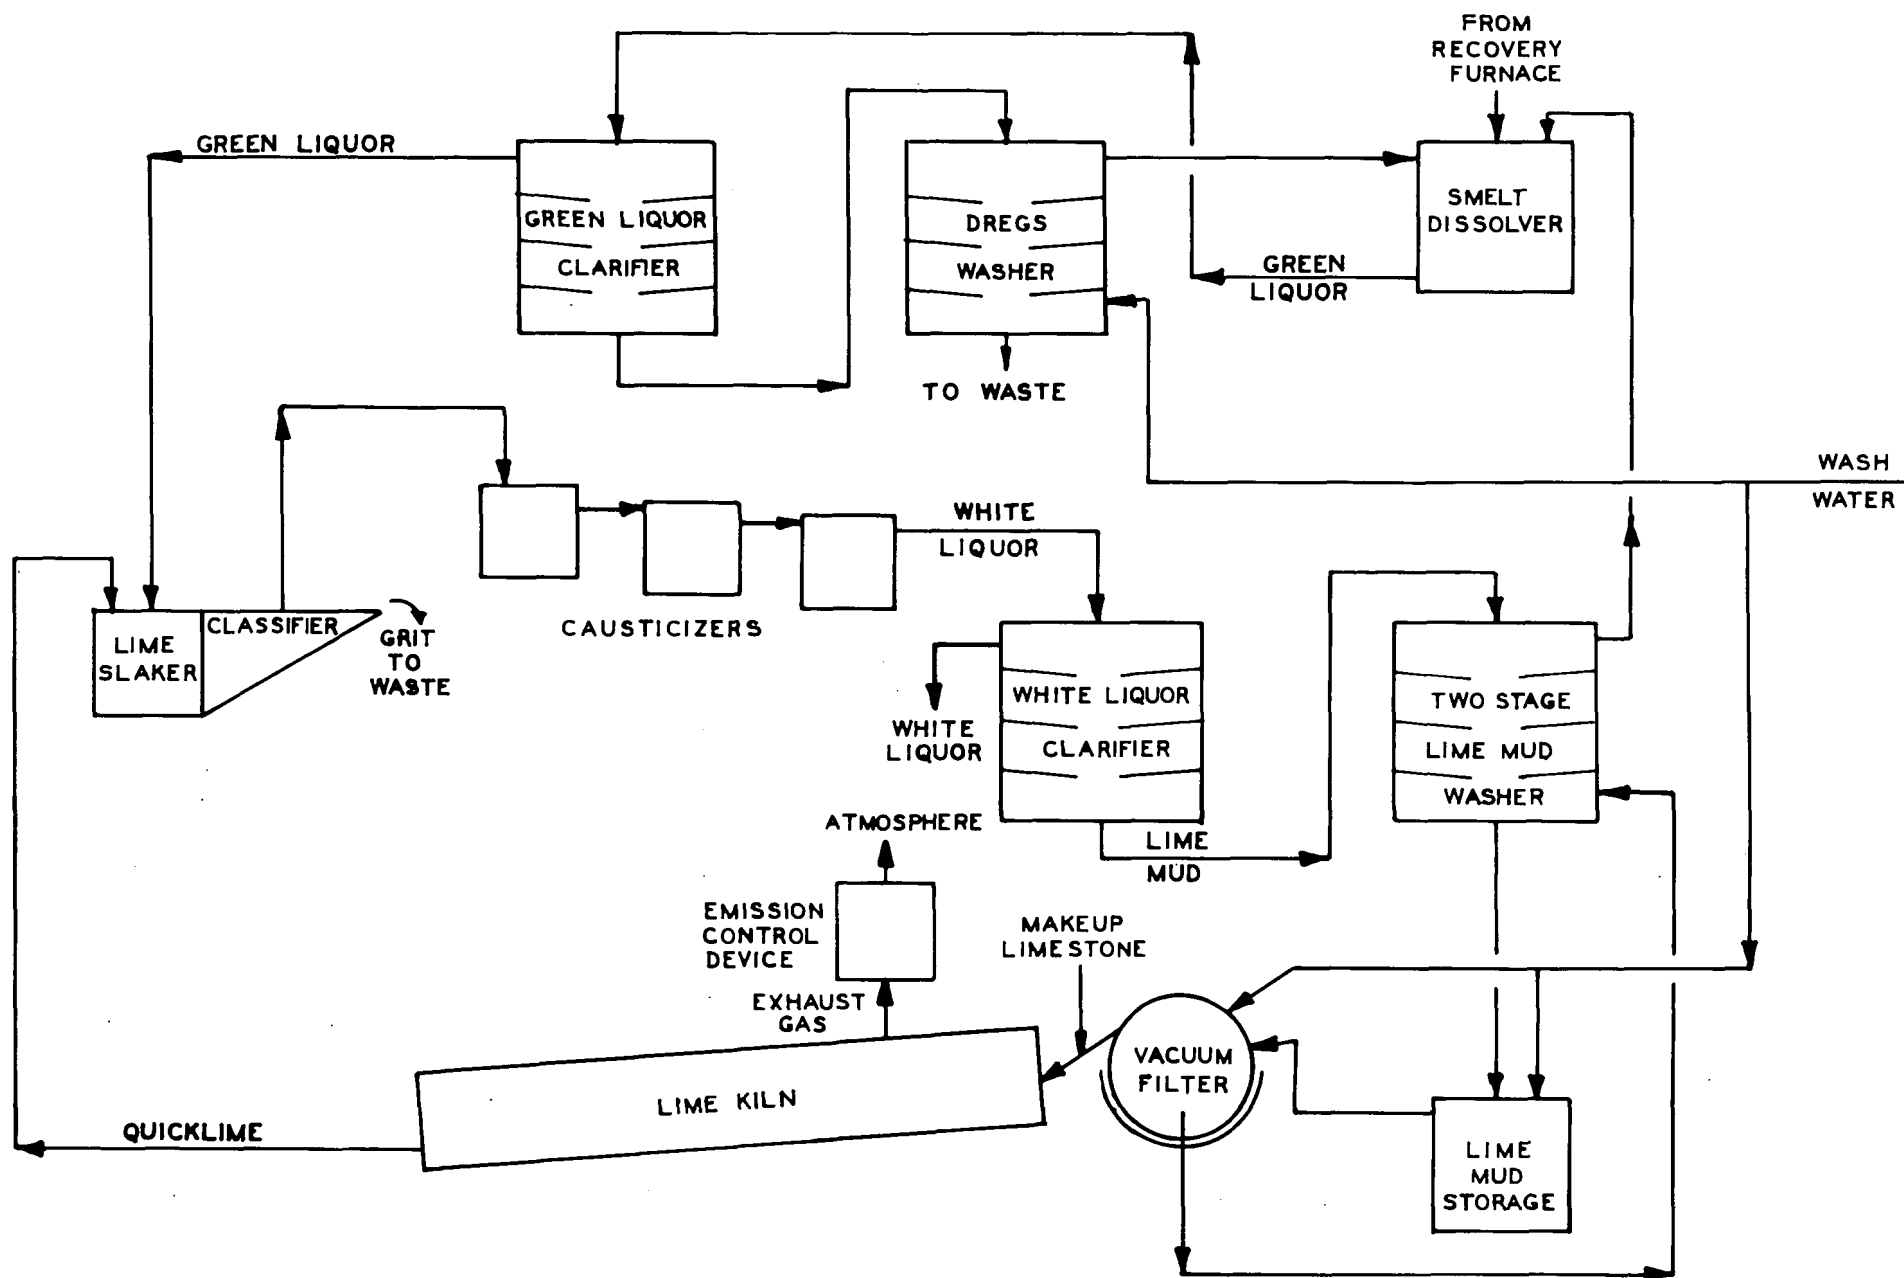 FROM
RECOVERY
FURNACE
GREEN LIQUOR
GREEN LIQUOR
CLARIFIER
DREGS
WASHER
SMELT
DISSOLVER
GREEN
LIQUOR
TO WASTE
WASH
WATER
WHITE
LIQUOR
CAUSTICIZERS
LIME
SLAKER
CLASSIFIER
GRIT
TO
WASTE
WHITE LIQUOR
CLARIFIER
WHITE
LIQUOR
TWO STAGE
LIME MUD
WASHER
LIME
MUD
ATMOSPHERE
EMISSION
CONTROL
DEVICE
EXHAUST
GAS
MAKEUP
LIMESTONE
VACUUM
FILTER
LIME KILN
QUICKLIME
LIME
MUD
STORAGE